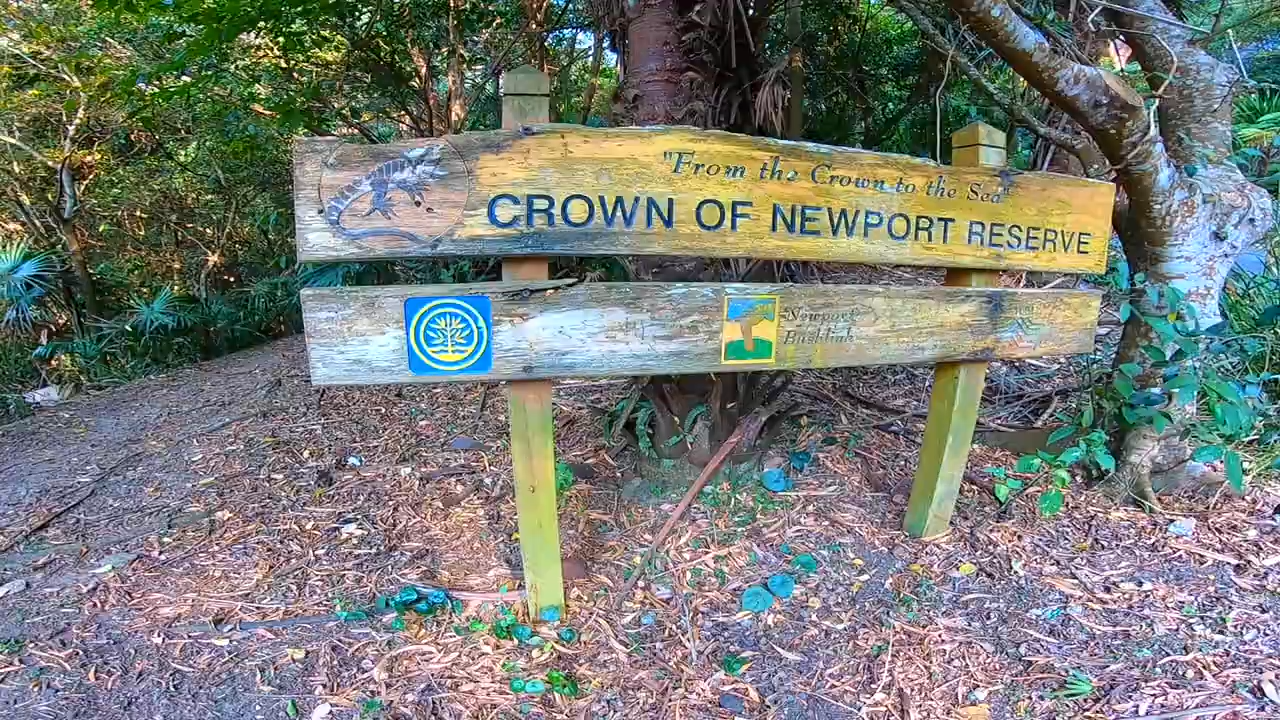 "From the Crown to the Sea"
CROWN OF NEWPORT RESERVE
Newport
Bushlink